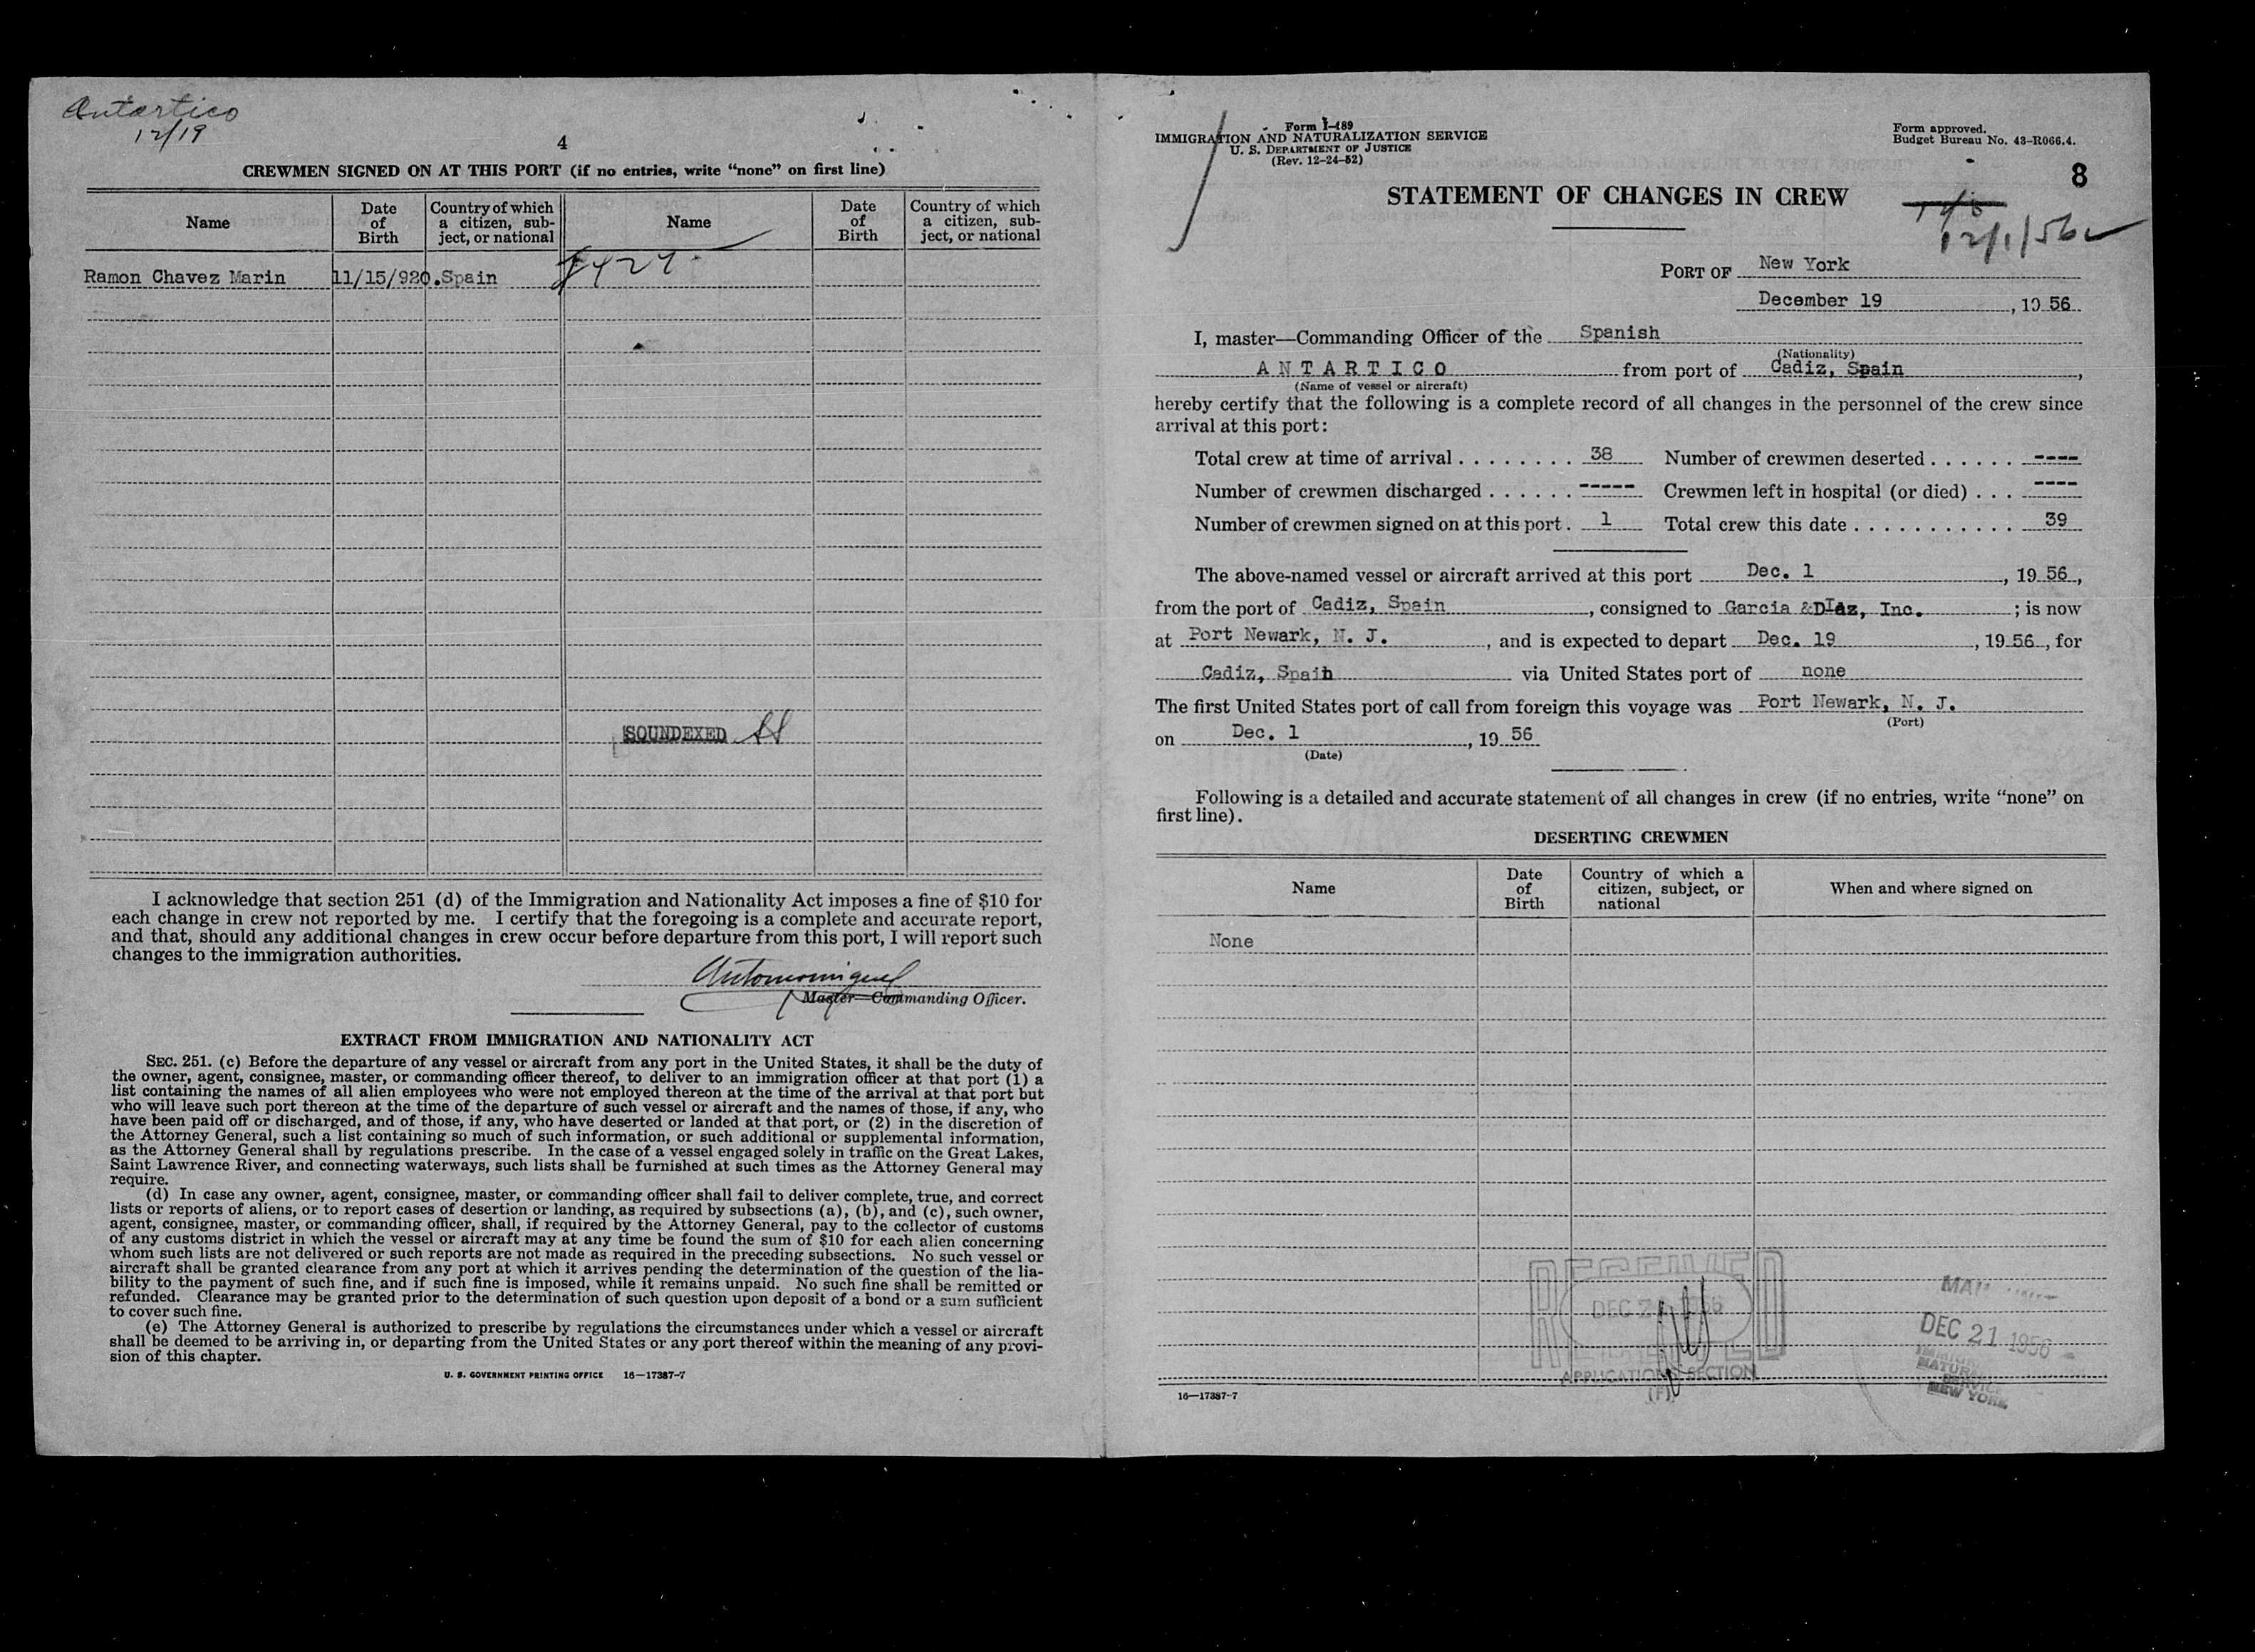 Antartico
12/19
4
CREWMEN SIGNED ON AT THIS PORT (if no entries, write “none” on first line)
Name Date of Birth Country of which a citizen, subject, or national Name Date of Birth Country of which a citizen, subject, or national
Ramon Chavez Marin 11/15/920. Spain
SOUNDEXED
I acknowledge that section 251 (d) of the Immigration and Nationality Act imposes a fine of $10 for
each change in crew not reported by me. I certify that the foregoing is a complete and accurate report,
and that, should any additional changes in crew occur before departure from this port, I will report such
changes to the immigration authorities.
Master—Commanding Officer.
EXTRACT FROM IMMIGRATION AND NATIONALITY ACT
SEC. 251. (c) Before the departure of any vessel or aircraft from any port in the United States, it shall be the duty of
the owner, agent, consignee, master, or commanding officer thereof, to deliver to an immigration officer at that port (1) a
list containing the names of all alien employees who were not employed thereon at the time of the arrival at that port but
who will leave such port thereon at the time of the departure of such vessel or aircraft and the names of those, if any, who
have been paid off or discharged, and of those, if any, who have deserted or landed at that port, or (2) in the discretion of
the Attorney General, such a list containing so much of such information, or such additional or supplemental information,
as the Attorney General shall by regulations prescribe. In the case of a vessel engaged solely in traffic on the Great Lakes,
Saint Lawrence River, and connecting waterways, such lists shall be furnished at such times as the Attorney General may
require.
(d) In case any owner, agent, consignee, master, or commanding officer shall fail to deliver complete, true, and correct
lists or reports of aliens, or to report cases of desertion or landing, as required by subsections (a), (b), and (c), such owner,
agent, consignee, master, or commanding officer, shall, if required by the Attorney General, pay to the collector of customs
of any customs district in which the vessel or aircraft may at any time be found the sum of $10 for each alien concerning
whom such lists are not delivered or such reports are not made as required in the preceding subsections. No such vessel or
aircraft shall be granted clearance from any port at which it arrives pending the determination of the question of the lia-
bility to the payment of such fine, and if such fine is imposed, while it remains unpaid. No such fine shall be remitted or
refunded. Clearance may be granted prior to the determination of such question upon deposit of a bond or a sum sufficient
to cover such fine.
(e) The Attorney General is authorized to prescribe by regulations the circumstances under which a vessel or aircraft
shall be deemed to be arriving in, or departing from the United States or any port thereof within the meaning of any provi-
sion of this chapter.
U. S. GOVERNMENT PRINTING OFFICE 16—17387-7
Form I-489
IMMIGRATION AND NATURALIZATION SERVICE
U. S. DEPARTMENT OF JUSTICE
(Rev. 12-24-52)
Form approved.
Budget Bureau No. 43-R066.4.
8
STATEMENT OF CHANGES IN CREW
12/1/56
PORT OF New York
December 19, 1956
I, master—Commanding Officer of the Spanish
(Nationality)
ANTARTICO from port of Cadiz, Spain,
(Name of vessel or aircraft)
hereby certify that the following is a complete record of all changes in the personnel of the crew since
arrival at this port:
Total crew at time of arrival ........ 38 Number of crewmen deserted ...... ----
Number of crewmen discharged ...... ----- Crewmen left in hospital (or died) ... ----
Number of crewmen signed on at this port . 1 Total crew this date ............ 39
The above-named vessel or aircraft arrived at this port Dec. 1, 19 56,
from the port of Cadiz, Spain, consigned to Garcia & Diaz, Inc.; is now
at Port Newark, N. J., and is expected to depart Dec. 19, 19 56, for
Cadiz, Spain via United States port of none
The first United States port of call from foreign this voyage was Port Newark, N. J.
(Port)
on Dec. 1, 19 56
(Date)
Following is a detailed and accurate statement of all changes in crew (if no entries, write “none” on
first line).
DESERTING CREWMEN
Name Date of Birth Country of which a citizen, subject, or national When and where signed on
None
RECEIVED
APPLICATIONS SECTION
(F)
DEC 21 1956
NEW YORK
16—17387-7